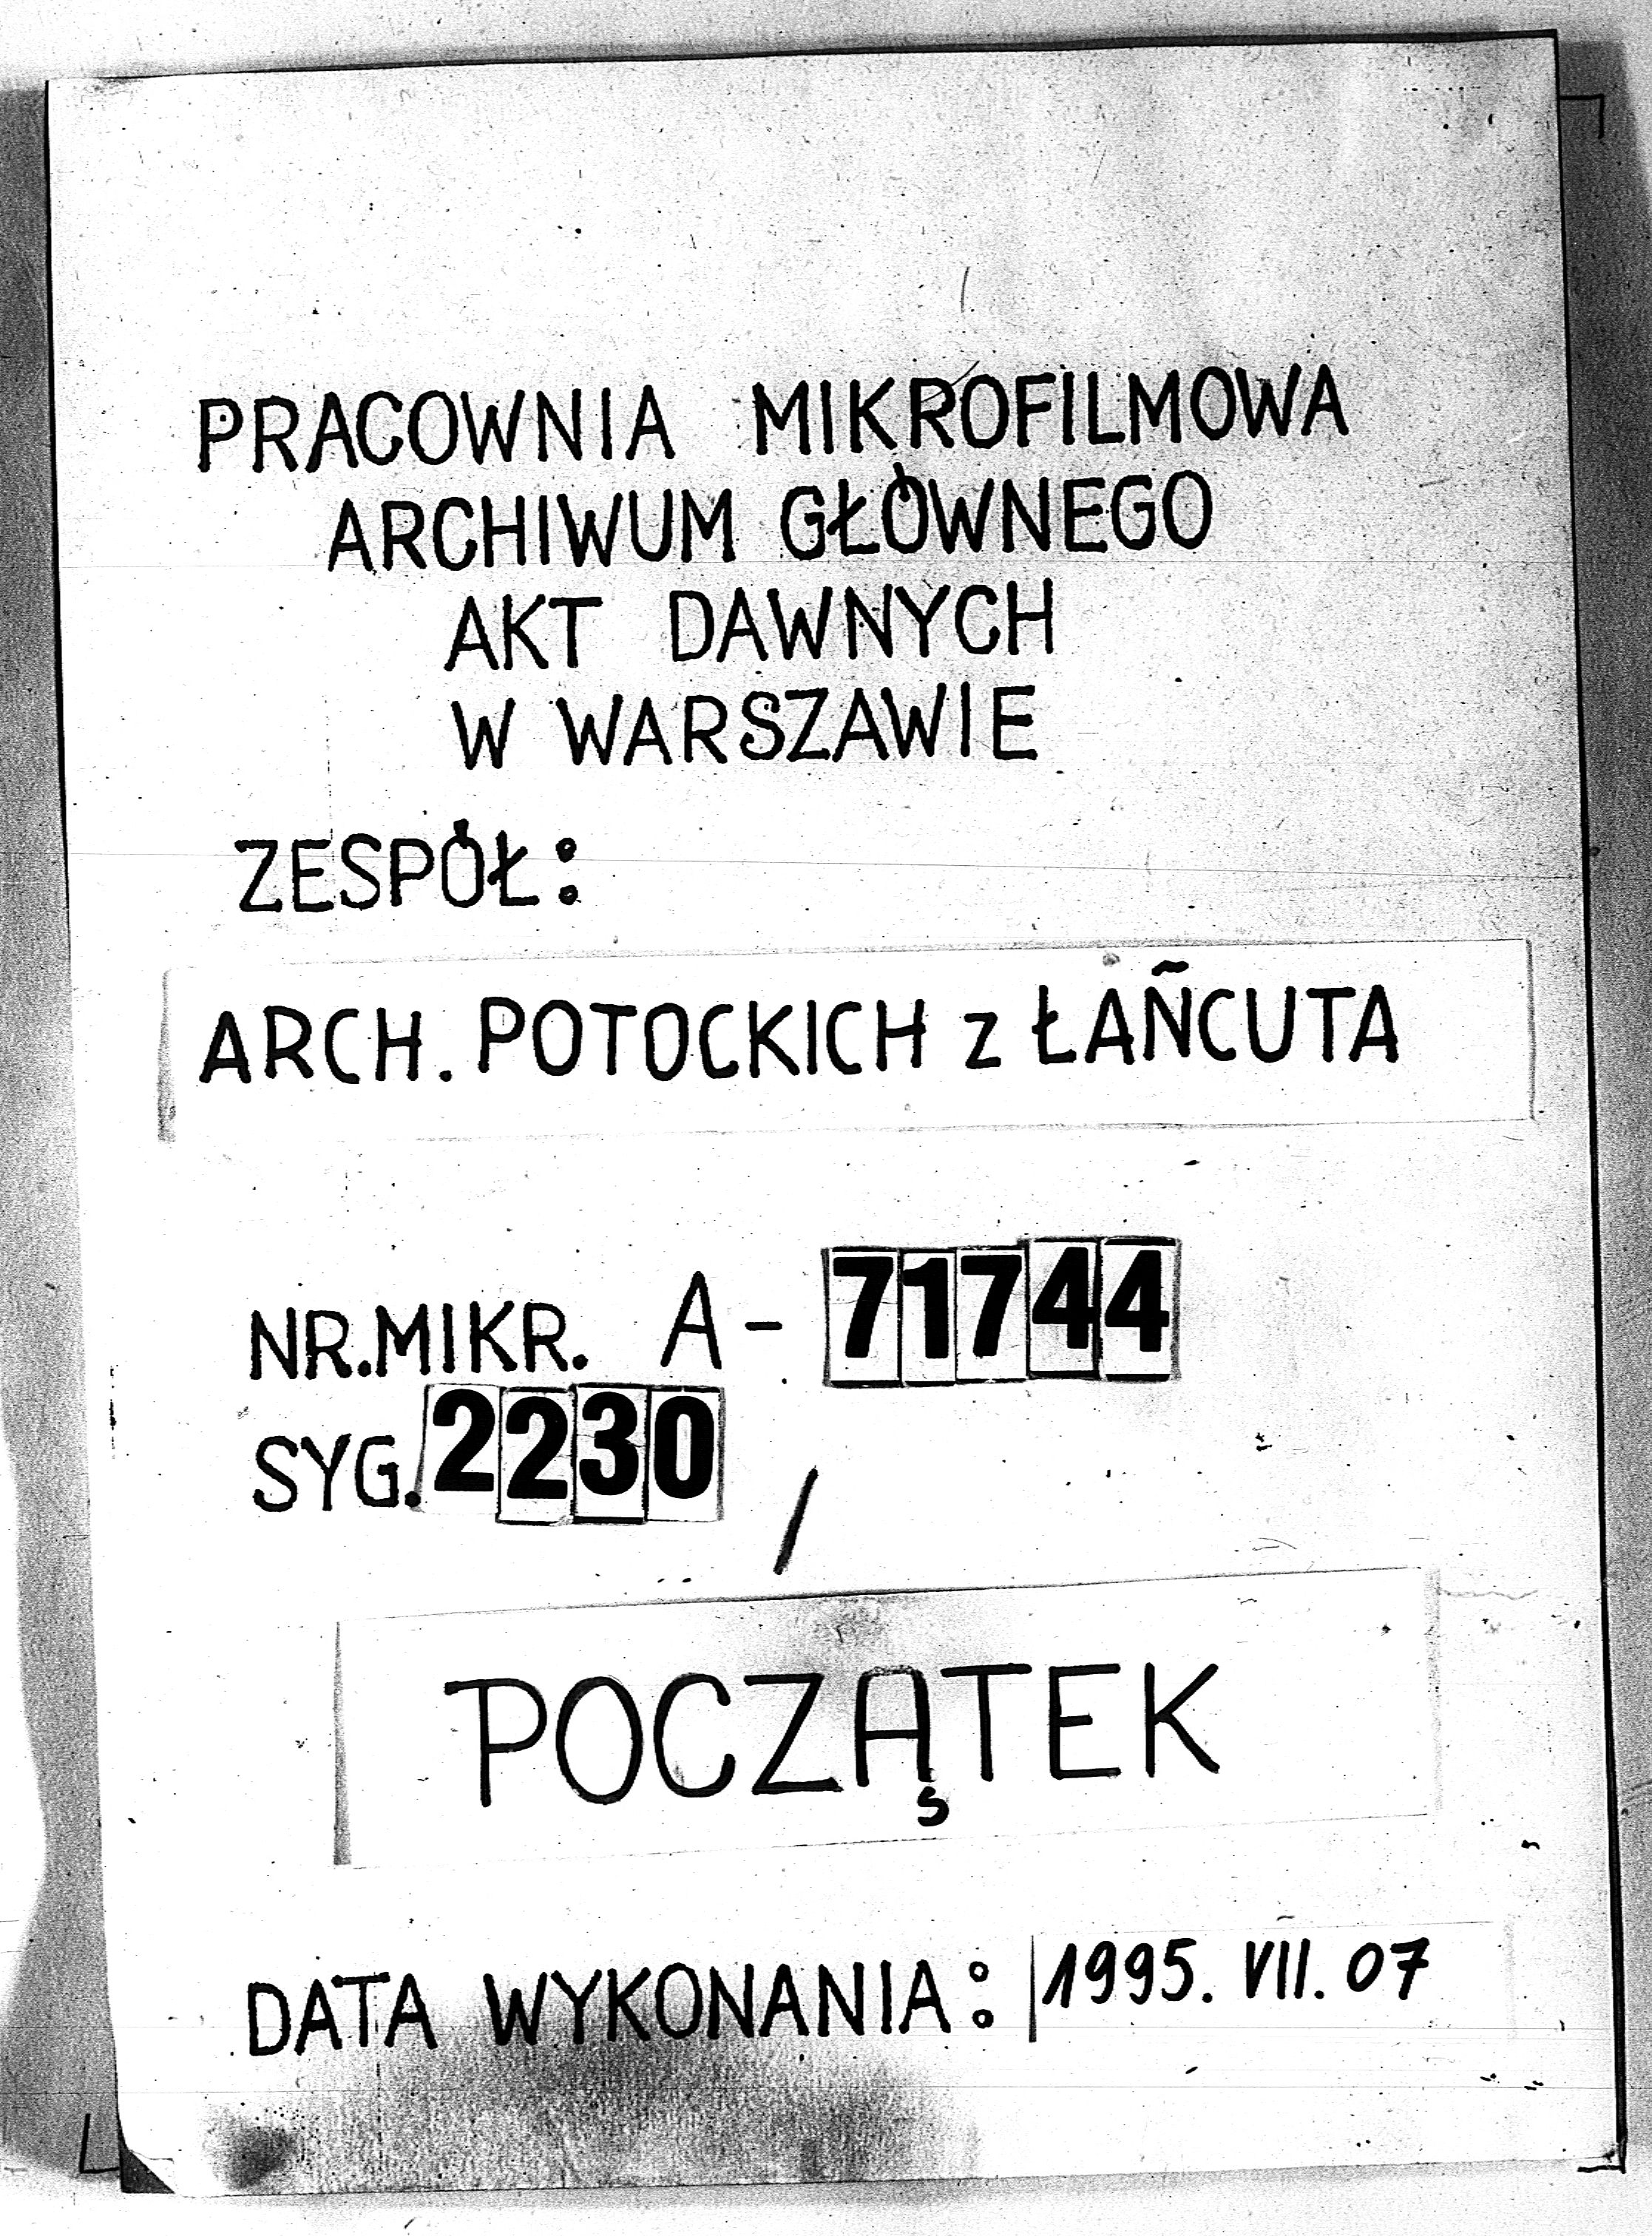 PRACOWNIA MIKROFILMOWA
ARCHIWUM GŁÓWNEGO
AKT DAWNYCH
W WARSZAWIE
ZESPÓŁ:
ARCH. POTOCKICH z ŁAŃCUTA
NR.MIKR. A- 71744
SYG. 2230 /
POCZĄTEK
DATA WYKONANIA: 1995. VII. 07